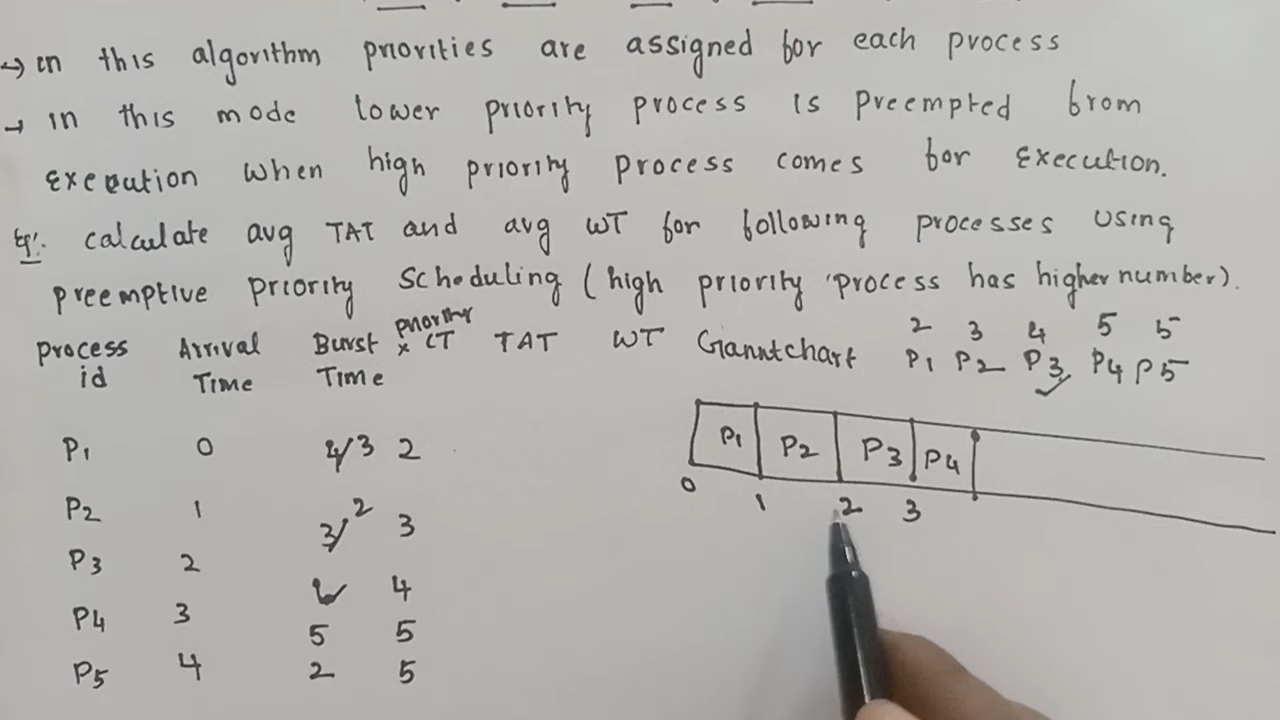 → in this algorithm priorities are assigned for each process
→ in this mode lower priority process is preempted from
execution when high priority process comes for execution.
Eg:. calculate avg TAT and avg WT for following processes using
preemptive priority scheduling (high priority process has higher number).
Process id Arrival Time Burst Time x priority CT TAT WT Ganntchart
2 3 4 5 5
P1 P2 P3 P4 P5
P1 P2 P3 P4
0 1 2 3
P1 0 4 3 2
P2 1 3 2 3
P3 2 4
P4 3 5 5
P5 4 2 5